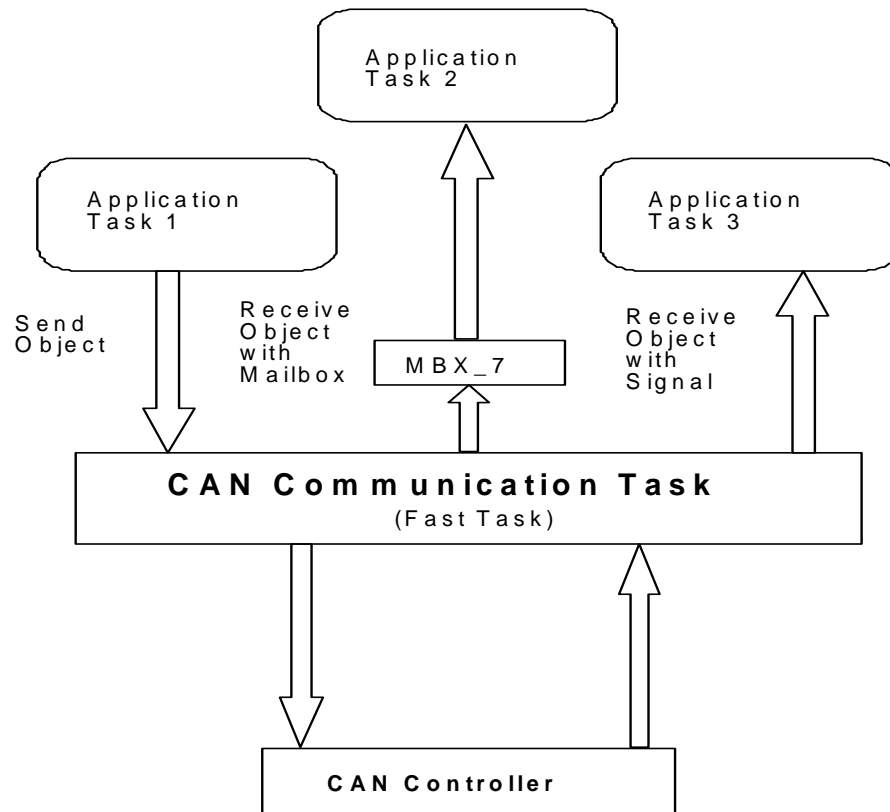 Application
Task 2
Application
Task 1
Application
Task 3
Send
Object
Receive
Object
with
Mailbox
MBX_7
Receive
Object
with
Signal
CAN Communication Task
(Fast Task)
CAN Controller